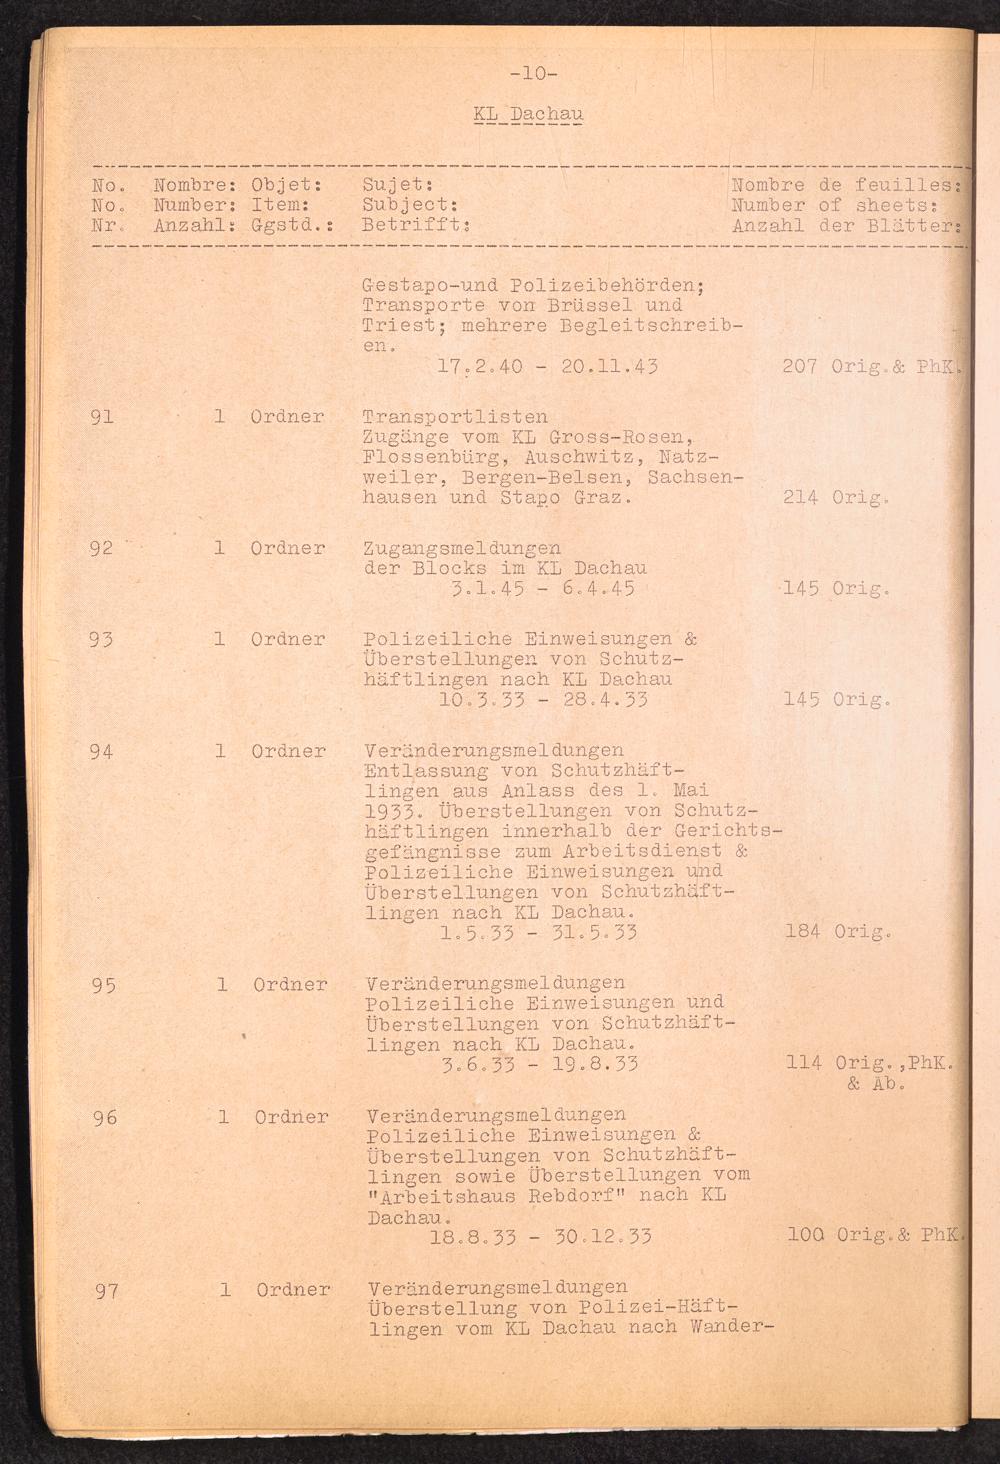 -10-
KL Dachau
No. Nombre: Objet: Sujet: Nombre de feuilles:
No. Number: Item: Subject: Number of sheets:
Nr. Anzahl: Ggstd.: Betrifft: Anzahl der Blätter:
Gestapo-und Polizeibehörden;
Transporte von Brüssel und
Triest; mehrere Begleitschreib-
en.
17.2.40 - 20.11.43 207 Orig.& PhK.
91 1 Ordner Transportlisten
Zugänge vom KL Gross-Rosen,
Flossenbürg, Auschwitz, Natz-
weiler, Bergen-Belsen, Sachsen-
hausen und Stapo Graz. 214 Orig.
92 1 Ordner Zugangsmeldungen
der Blocks im KL Dachau
3.1.45 - 6.4.45 145 Orig.
93 1 Ordner Polizeiliche Einweisungen &
Überstellungen von Schutz-
häftlingen nach KL Dachau
10.3.33 - 28.4.33 145 Orig.
94 1 Ordner Veränderungsmeldungen
Entlassung von Schutzhäft-
lingen aus Anlass des 1. Mai
1933. Überstellungen von Schutz-
häftlingen innerhalb der Gerichts-
gefängnisse zum Arbeitsdienst &
Polizeiliche Einweisungen und
Überstellungen von Schutzhäft-
lingen nach KL Dachau.
1.5.33 - 31.5.33 184 Orig.
95 1 Ordner Veränderungsmeldungen
Polizeiliche Einweisungen und
Überstellungen von Schutzhäft-
lingen nach KL Dachau.
3.6.33 - 19.8.33 114 Orig.,PhK.
& Ab.
96 1 Ordner Veränderungsmeldungen
Polizeiliche Einweisungen &
Überstellungen von Schutzhäft-
lingen sowie Überstellungen vom
"Arbeitshaus Rebdorf" nach KL
Dachau.
18.8.33 - 30.12.33 100 Orig.& PhK.
97 1 Ordner Veränderungsmeldungen
Überstellung von Polizei-Häft-
lingen vom KL Dachau nach Wander-